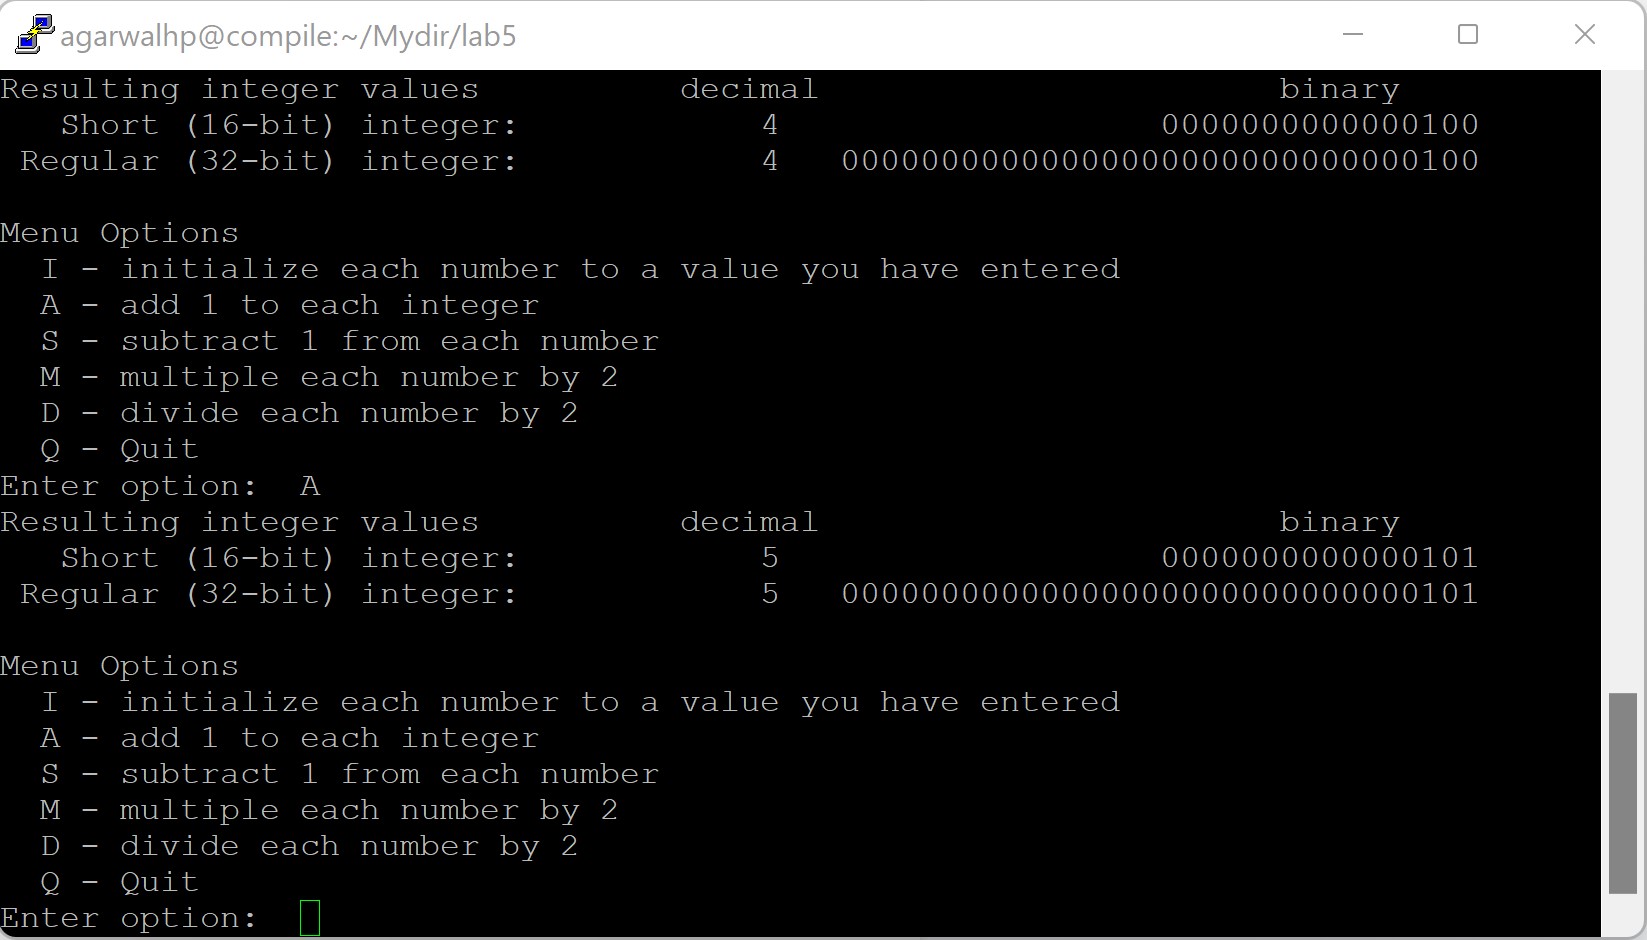 agarwalhp@compile:~/Mydir/lab5
Resulting integer values          decimal                       binary
   Short (16-bit) integer:            4                   0000000000000100
 Regular (32-bit) integer:            4   00000000000000000000000000000100

Menu Options
  I - initialize each number to a value you have entered
  A - add 1 to each integer
  S - subtract 1 from each number
  M - multiple each number by 2
  D - divide each number by 2
  Q - Quit
Enter option:  A
Resulting integer values          decimal                       binary
   Short (16-bit) integer:            5                   0000000000000101
 Regular (32-bit) integer:            5   00000000000000000000000000000101

Menu Options
  I - initialize each number to a value you have entered
  A - add 1 to each integer
  S - subtract 1 from each number
  M - multiple each number by 2
  D - divide each number by 2
  Q - Quit
Enter option: